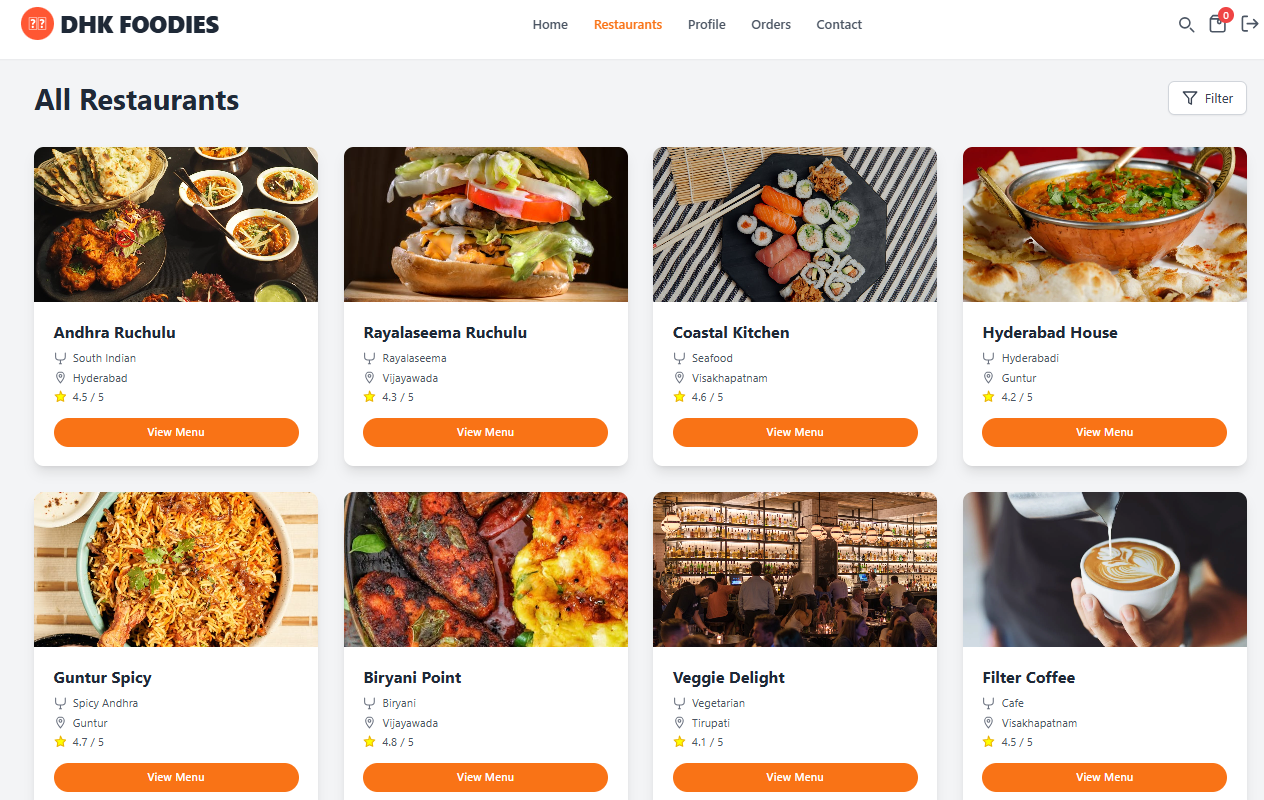 DHK FOODIES
Home Restaurants Profile Orders Contact
0
All Restaurants
Filter
Andhra Ruchulu
South Indian
Hyderabad
4.5 / 5
View Menu
Rayalaseema Ruchulu
Rayalaseema
Vijayawada
4.3 / 5
View Menu
Coastal Kitchen
Seafood
Visakhapatnam
4.6 / 5
View Menu
Hyderabad House
Hyderabadi
Guntur
4.2 / 5
View Menu
Guntur Spicy
Spicy Andhra
Guntur
4.7 / 5
View Menu
Biryani Point
Biryani
Vijayawada
4.8 / 5
View Menu
Veggie Delight
Vegetarian
Tirupati
4.1 / 5
View Menu
Filter Coffee
Cafe
Visakhapatnam
4.5 / 5
View Menu